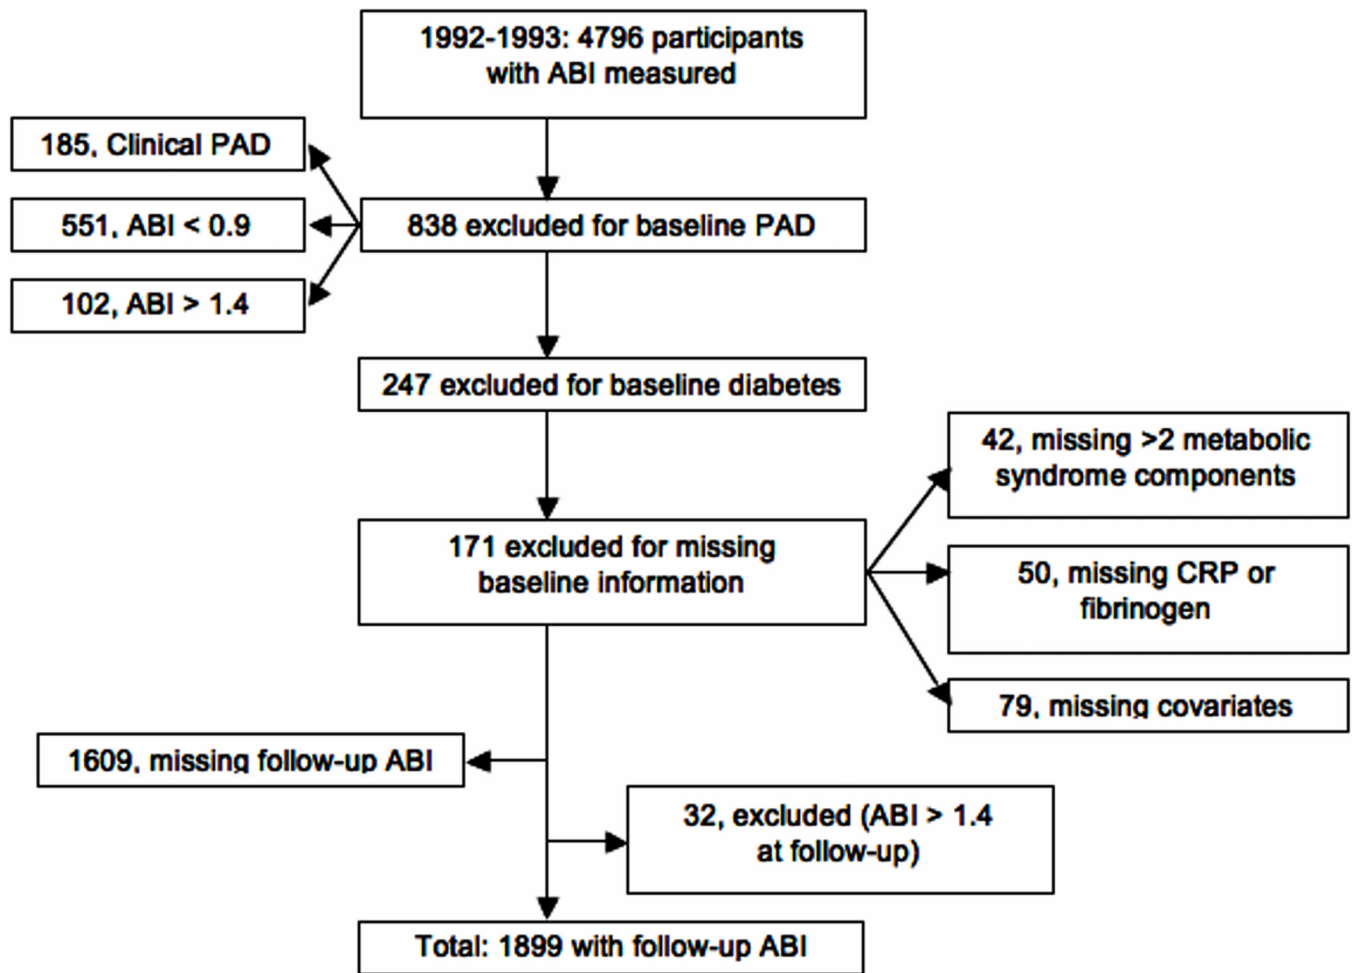 1992-1993: 4796 participants
with ABI measured
185, Clinical PAD
551, ABI < 0.9
838 excluded for baseline PAD
102, ABI > 1.4
247 excluded for baseline diabetes
42, missing >2 metabolic
syndrome components
171 excluded for missing
baseline information
50, missing CRP or
fibrinogen
79, missing covariates
1609, missing follow-up ABI
32, excluded (ABI > 1.4
at follow-up)
Total: 1899 with follow-up ABI